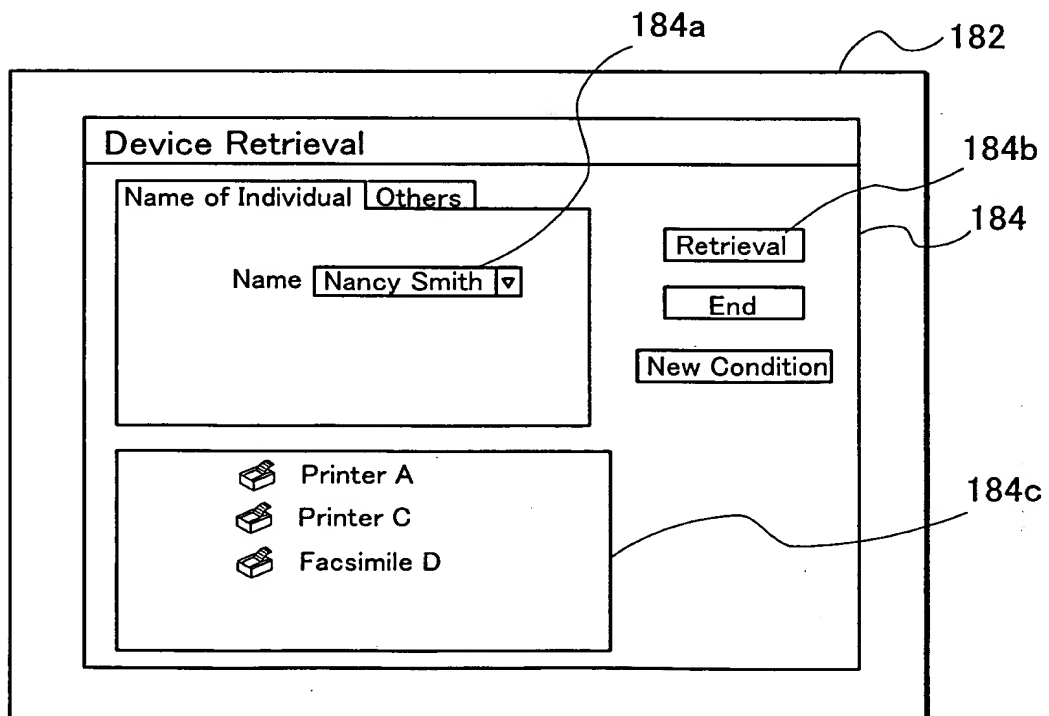 184a
182
Device Retrieval
184b
Name of Individual Others
184
Retrieval
Name Nancy Smith
End
New Condition
Printer A
184c
Printer C
Facsimile D